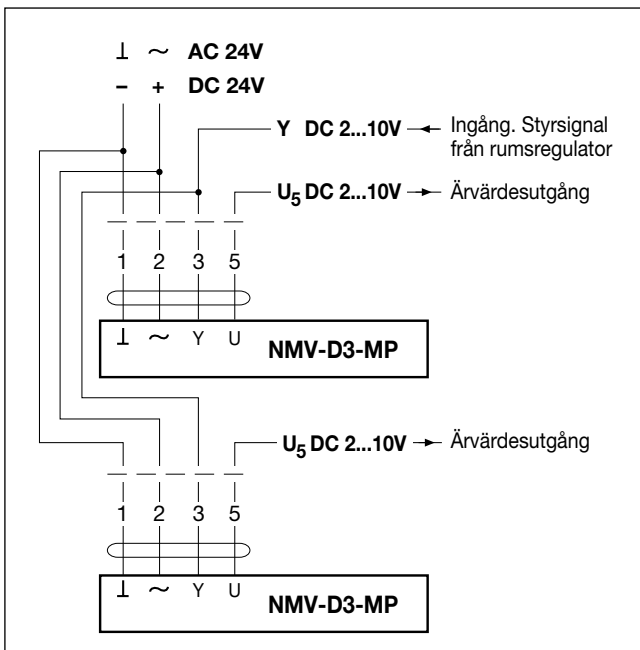 ⊥ ~ AC 24V
– + DC 24V
Y DC 2...10V Ingång. Styrsignal
från rumsregulator
U5 DC 2...10V Ärvärdesutgång
1 2 3 5
⊥ ~ Y U
NMV-D3-MP
U5 DC 2...10V Ärvärdesutgång
1 2 3 5
⊥ ~ Y U
NMV-D3-MP